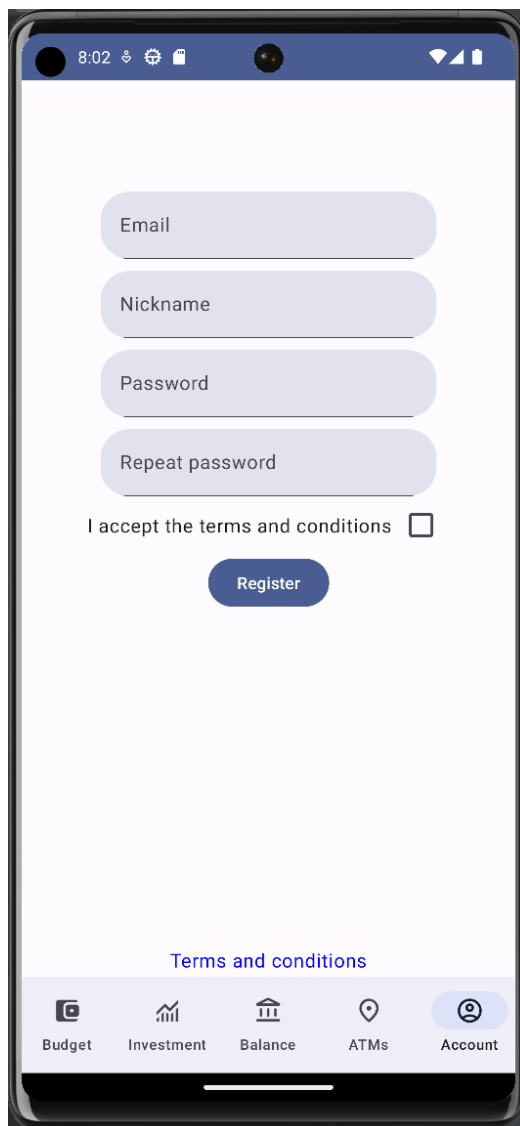 8:02
Email
Nickname
Password
Repeat password
I accept the terms and conditions
Register
Terms and conditions
Budget Investment Balance ATMs Account